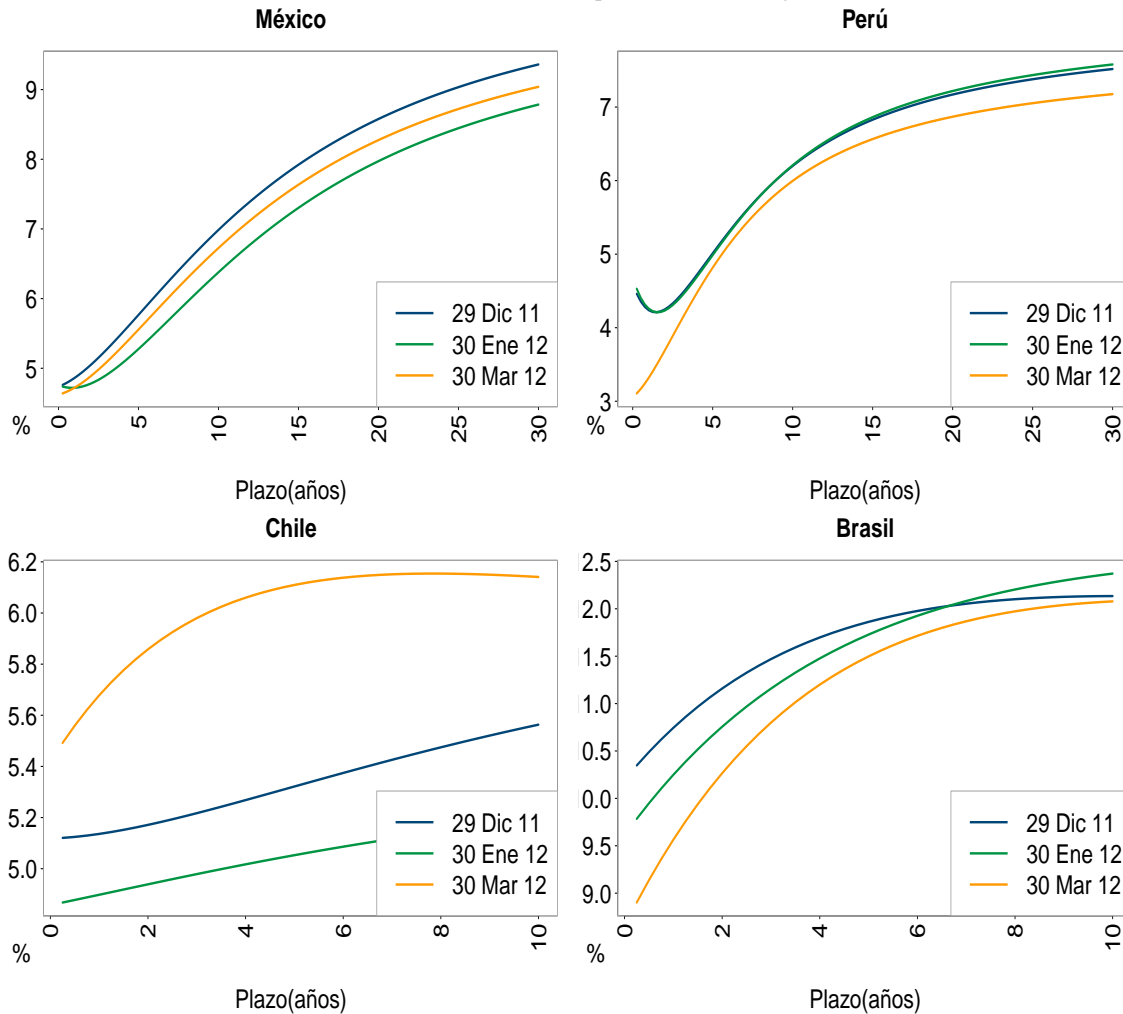 México
9
8
7
6
5
%
0 5 10 15 20 25 30
29 Dic 11
30 Ene 12
30 Mar 12
Plazo(años)
Perú
7
6
5
4
3
%
0 5 10 15 20 25 30
29 Dic 11
30 Ene 12
30 Mar 12
Plazo(años)
Chile
6.2
6.0
5.8
5.6
5.4
5.2
5.0
%
0 2 4 6 8 10
29 Dic 11
30 Ene 12
30 Mar 12
Plazo(años)
Brasil
2.5
2.0
1.5
1.0
0.5
0.0
9.5
9.0
%
0 2 4 6 8 10
29 Dic 11
30 Ene 12
30 Mar 12
Plazo(años)